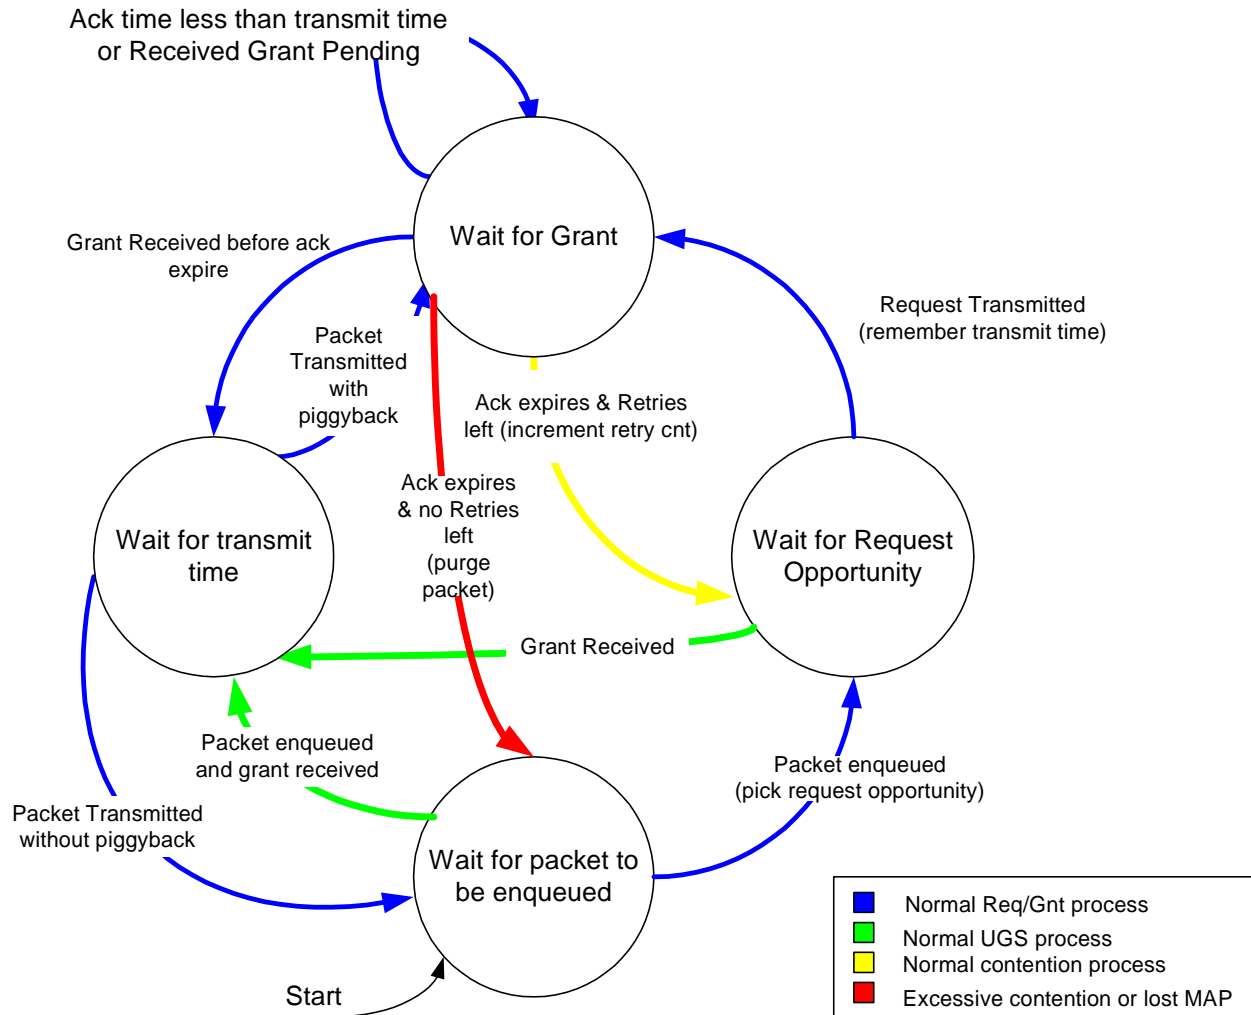 Ack time less than transmit time
or Received Grant Pending
Wait for Grant
Grant Received before ack
expire
Request Transmitted
(remember transmit time)
Packet
Transmitted
with
piggyback
Ack expires & Retries
left (increment retry cnt)
Ack expires
& no Retries
left
(purge
packet)
Wait for transmit
time
Wait for Request
Opportunity
Grant Received
Packet enqueued
and grant received
Packet enqueued
(pick request opportunity)
Packet Transmitted
without piggyback
Wait for packet to
be enqueued
Start
Normal Req/Gnt process
Normal UGS process
Normal contention process
Excessive contention or lost MAP